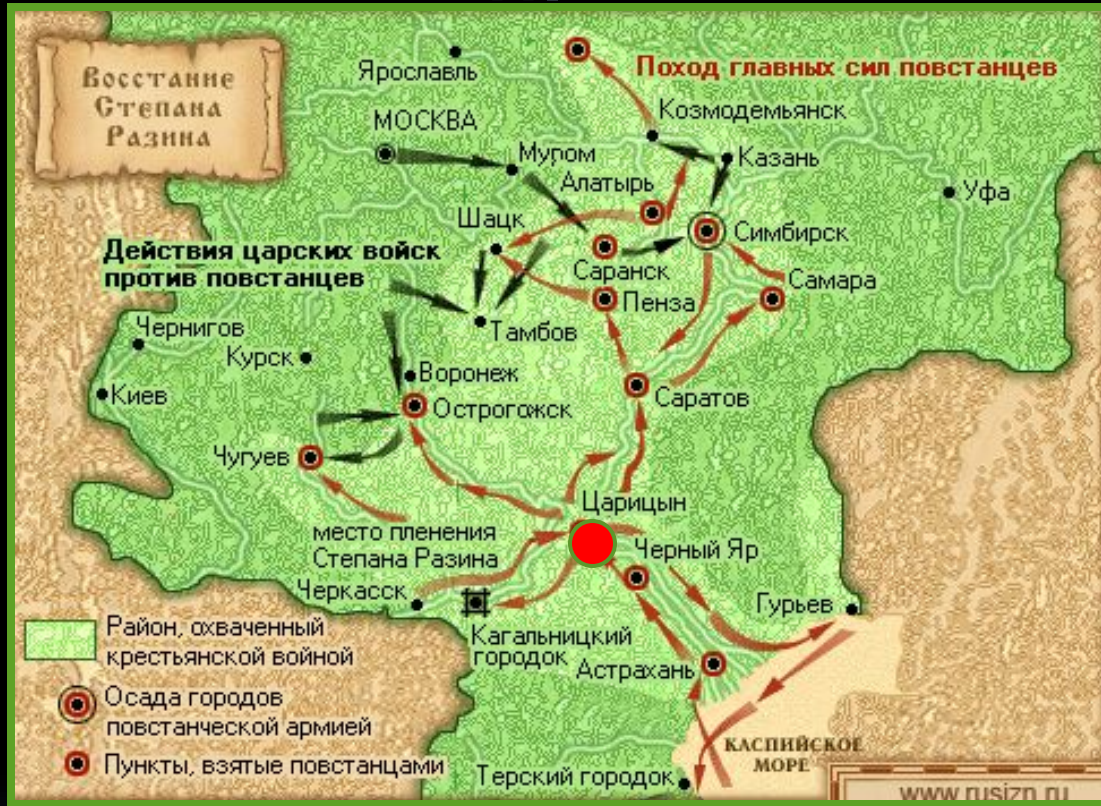 Восстание
Степана
Разина
Ярославль
Поход главных сил повстанцев
Козмодемьянск
МОСКВА
Муром
Казань
Алатырь
Уфа
Шацк
Симбирск
Действия царских войск
против повстанцев
Саранск
Самара
Пенза
Чернигов
Тамбов
Курск
Воронеж
Киев
Саратов
Острогожск
Чугуев
Царицын
место пленения
Степана Разина
Черный Яр
Черкасск
Гурьев
Район, охваченный
крестьянской войной
Кагальницкий
городок
Астрахань
Осада городов
повстанческой армией
КАСПИЙСКОЕ
МОРЕ
Пункты, взятые повстанцами
Терский городок
www.rusizn.ru